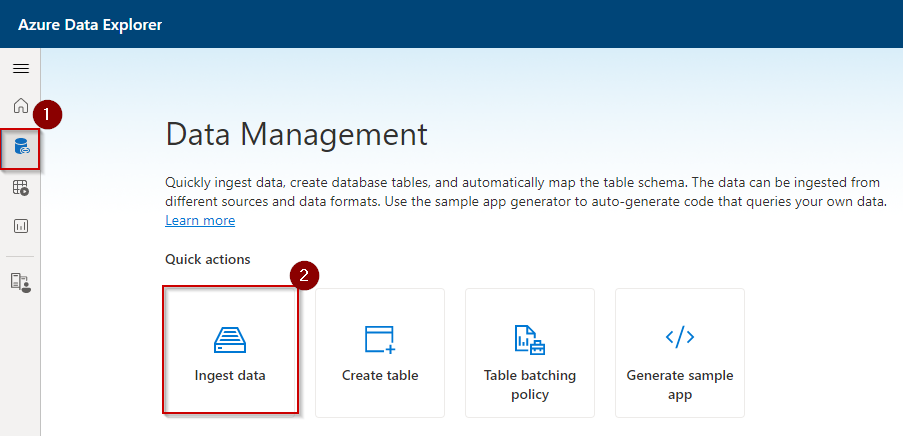 Azure Data Explorer
1
Data Management
Quickly ingest data, create database tables, and automatically map the table schema. The data can be ingested from
different sources and data formats. Use the sample app generator to auto-generate code that queries your own data.
Learn more
Quick actions
2
Ingest data
Create table
Table batching
policy
Generate sample
app